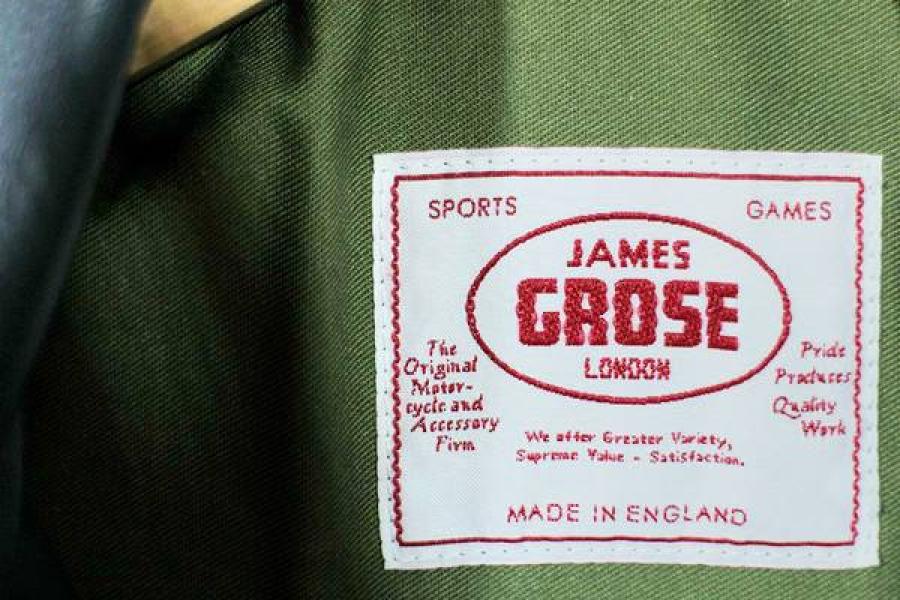 SPORTS GAMES
JAMES
GROSE
LONDON
The
Original
Motor-
cycle and
Accessory
Firm
Pride
Produces
Quality
Work
We offer Greater Variety,
Supreme Value - Satisfaction.
MADE IN ENGLAND